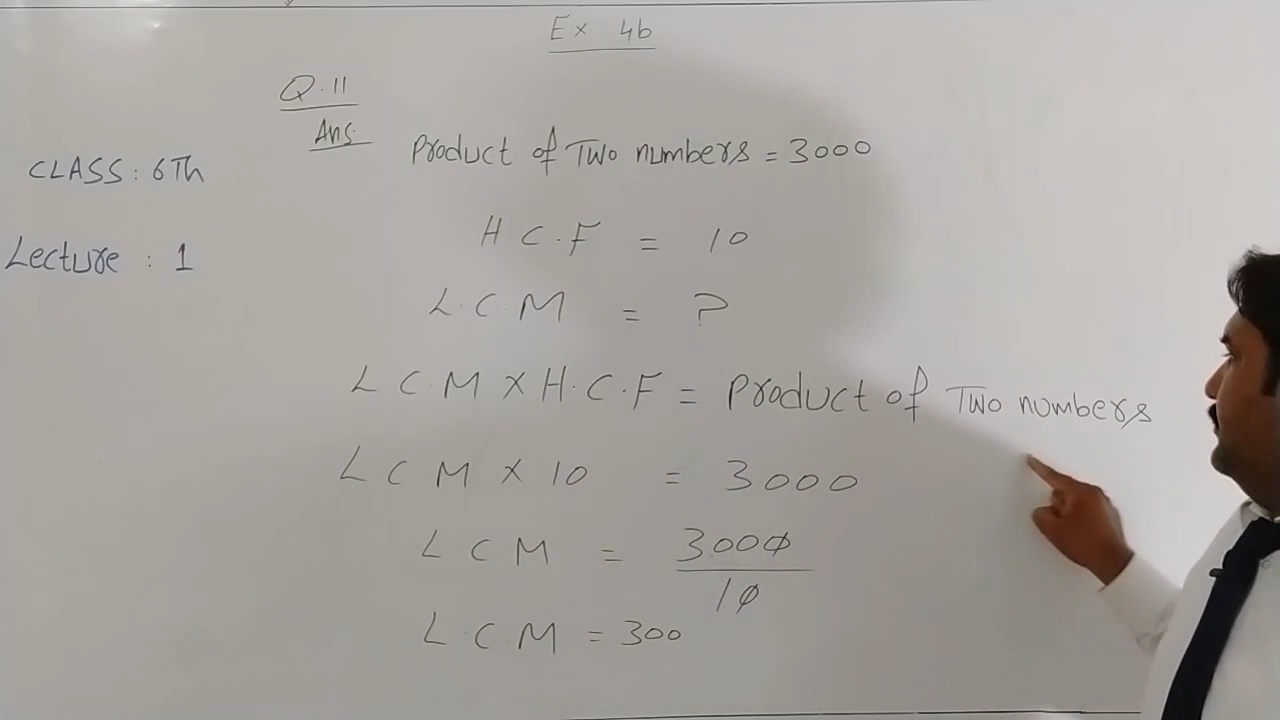 Ex 4b
Q.11
Ans.
Product of Two numbers = 3000
CLASS: 6Th
H C.F = 10
Lecture : 1
L.C.M = ?
L C.M X H.C.F = Product of Two numbers
L C M X 10 = 3000
L C M = 3000
10
L.C.M = 300